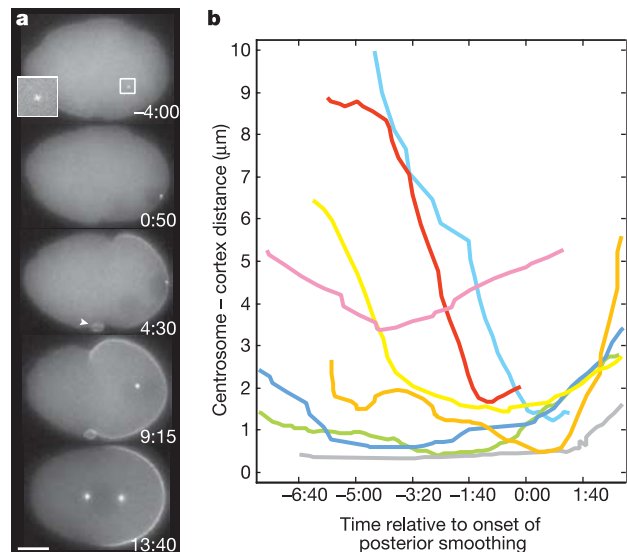 a
–4:00
0:50
4:30
9:15
13:40
b
Centrosome – cortex distance (μm)
10
9
8
7
6
5
4
3
2
1
0
–6:40 –5:00 –3:20 –1:40 0:00 1:40
Time relative to onset of
posterior smoothing